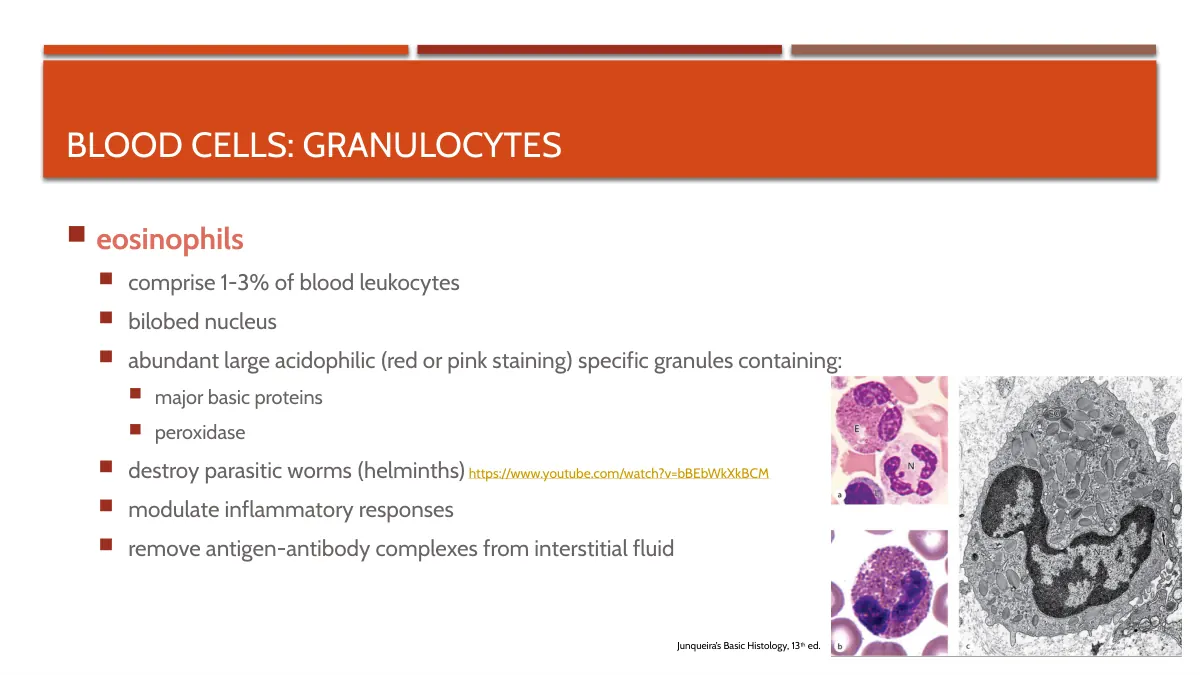 BLOOD CELLS: GRANULOCYTES
eosinophils
comprise 1-3% of blood leukocytes
bilobed nucleus
abundant large acidophilic (red or pink staining) specific granules containing:
major basic proteins
peroxidase
destroy parasitic worms (helminths) https://www.youtube.com/watch?v=bBEbWkXkBCM
modulate inflammatory responses
remove antigen-antibody complexes from interstitial fluid
E
N
a
b
c
Junqueira's Basic Histology, 13th ed.